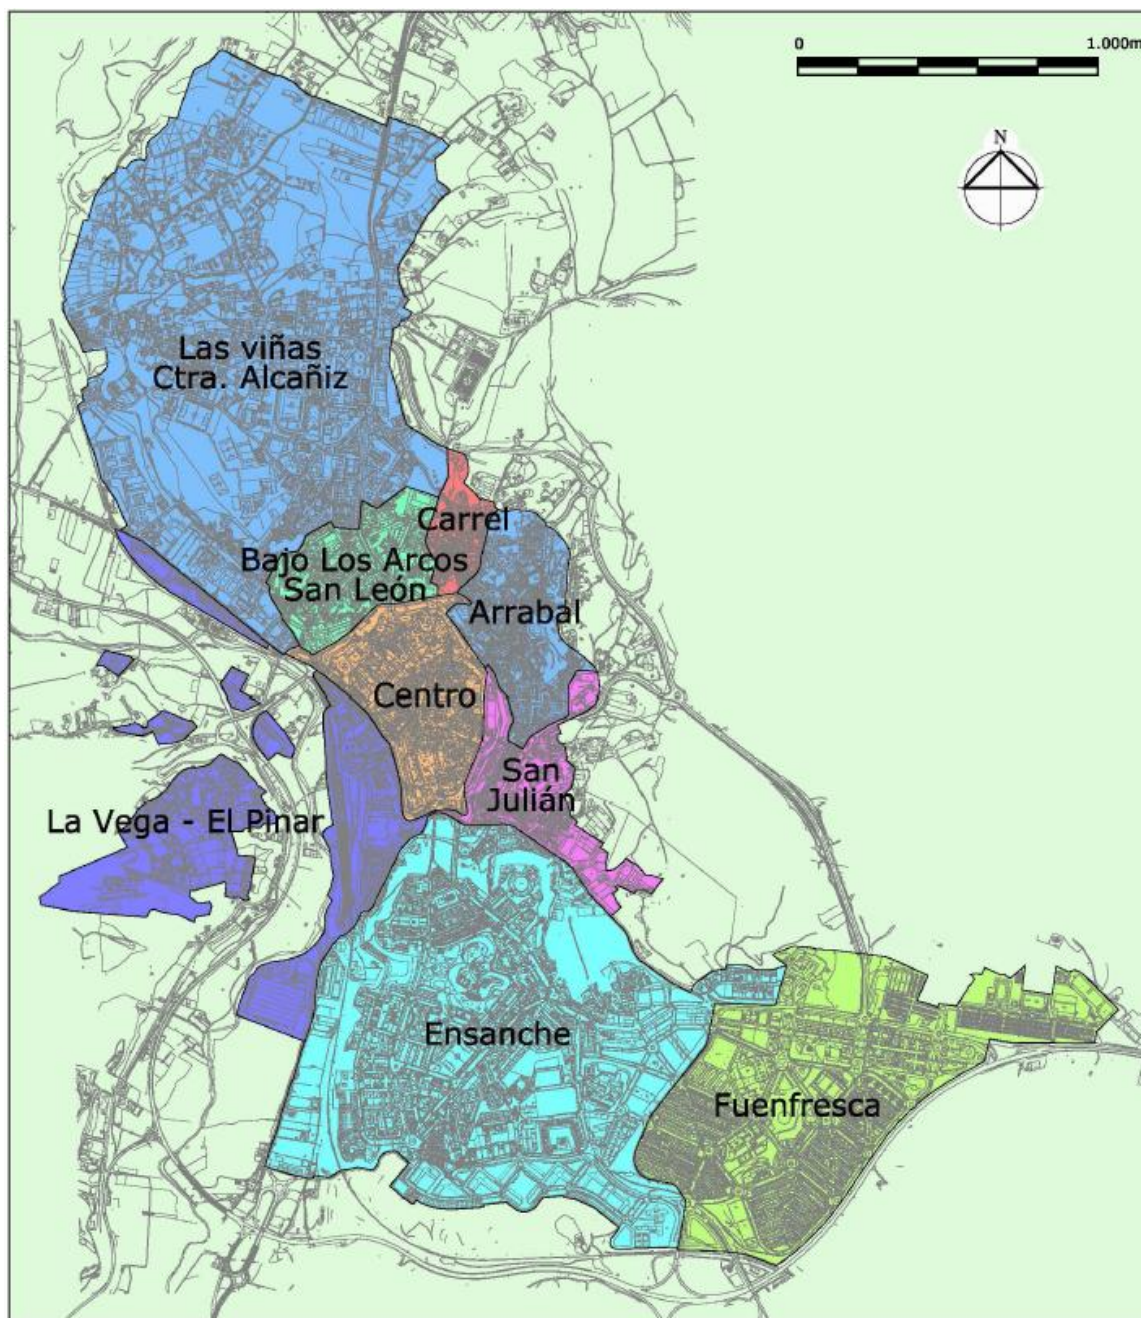 0 1.000m
N
Las viñas
Ctra. Alcañiz
Carrel
Bajo Los Arcos
San León
Arrabal
Centro
San
Julián
La Vega - El Pinar
Ensanche
Fuenfresca